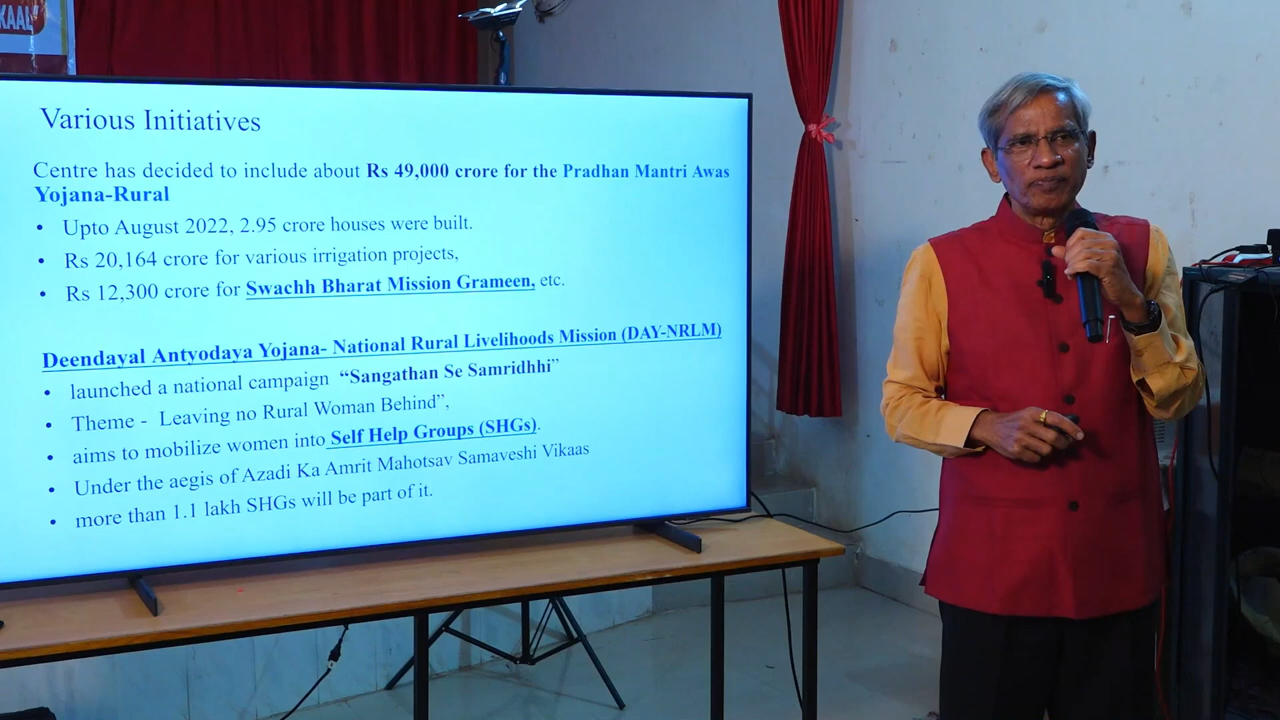 KAAL"
Various Initiatives
Centre has decided to include about Rs 49,000 crore for the Pradhan Mantri Awas
Yojana-Rural
• Upto August 2022, 2.95 crore houses were built.
• Rs 20,164 crore for various irrigation projects,
• Rs 12,300 crore for Swachh Bharat Mission Grameen, etc.
Deendayal Antyodaya Yojana- National Rural Livelihoods Mission (DAY-NRLM)
• launched a national campaign “Sangathan Se Samridhhi”
• Theme - Leaving no Rural Woman Behind”,
• aims to mobilize women into Self Help Groups (SHGs).
• Under the aegis of Azadi Ka Amrit Mahotsav Samaveshi Vikaas
• more than 1.1 lakh SHGs will be part of it.